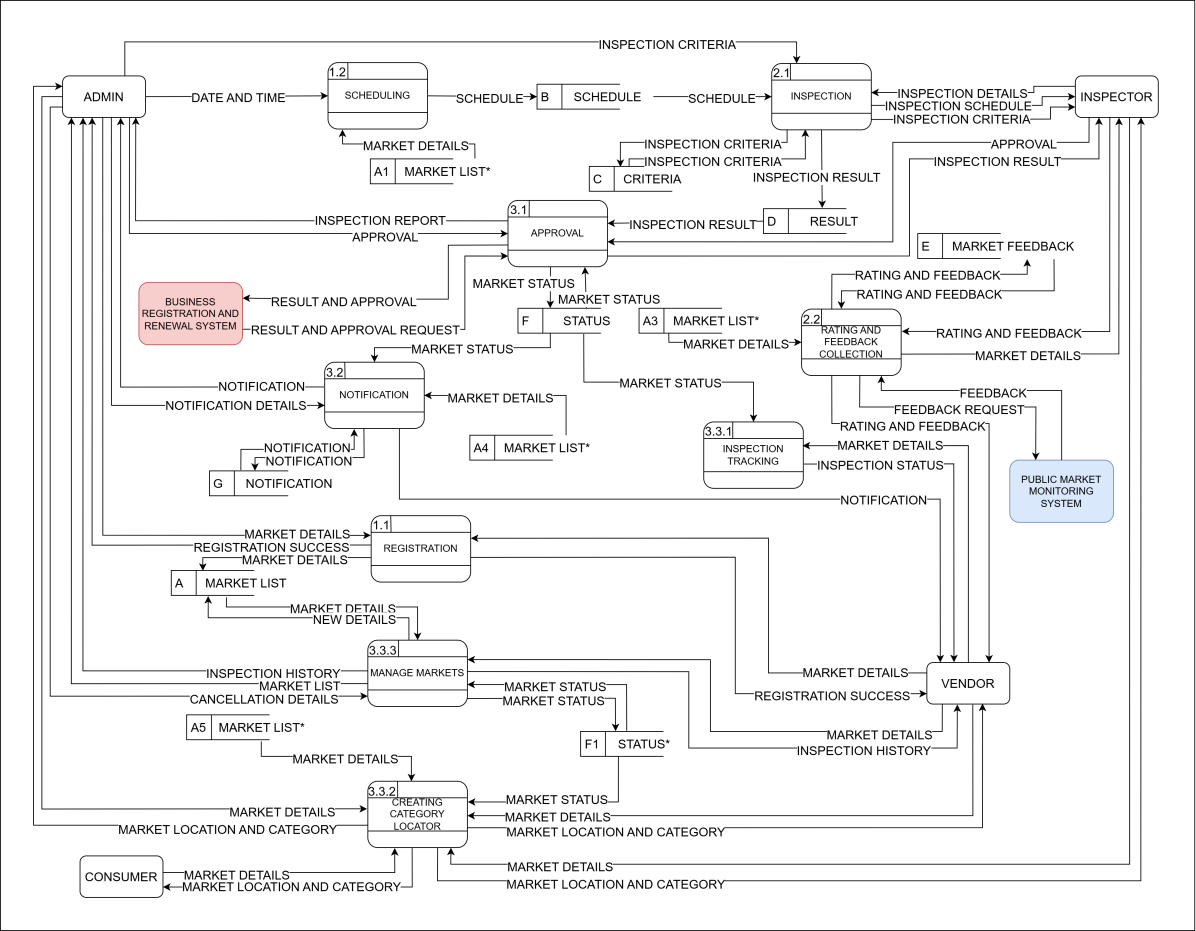 INSPECTION CRITERIA
1.2
SCHEDULING
2.1
INSPECTION
ADMIN
DATE AND TIME
SCHEDULE
B
SCHEDULE
SCHEDULE
INSPECTION DETAILS
INSPECTION SCHEDULE
INSPECTION CRITERIA
INSPECTOR
MARKET DETAILS
A1
MARKET LIST*
INSPECTION CRITERIA
INSPECTION CRITERIA
C
CRITERIA
INSPECTION RESULT
APPROVAL
INSPECTION RESULT
3.1
APPROVAL
INSPECTION REPORT
APPROVAL
INSPECTION RESULT
D
RESULT
E
MARKET FEEDBACK
RATING AND FEEDBACK
RATING AND FEEDBACK
MARKET STATUS
MARKET STATUS
BUSINESS
REGISTRATION AND
RENEWAL SYSTEM
RESULT AND APPROVAL
RESULT AND APPROVAL REQUEST
F
STATUS
A3
MARKET LIST*
MARKET DETAILS
2.2
RATING AND
FEEDBACK
COLLECTION
RATING AND FEEDBACK
MARKET DETAILS
MARKET STATUS
3.2
NOTIFICATION
NOTIFICATION
NOTIFICATION DETAILS
MARKET DETAILS
MARKET STATUS
FEEDBACK
FEEDBACK REQUEST
RATING AND FEEDBACK
A4
MARKET LIST*
3.3.1
INSPECTION
TRACKING
MARKET DETAILS
INSPECTION STATUS
NOTIFICATION
NOTIFICATION
G
NOTIFICATION
PUBLIC MARKET
MONITORING
SYSTEM
NOTIFICATION
1.1
REGISTRATION
MARKET DETAILS
REGISTRATION SUCCESS
MARKET DETAILS
A
MARKET LIST
MARKET DETAILS
NEW DETAILS
3.3.3
MANAGE MARKETS
INSPECTION HISTORY
MARKET LIST
CANCELLATION DETAILS
MARKET STATUS
MARKET STATUS
MARKET DETAILS
REGISTRATION SUCCESS
VENDOR
A5
MARKET LIST*
F1
STATUS*
MARKET DETAILS
INSPECTION HISTORY
MARKET DETAILS
3.3.2
CREATING
CATEGORY
LOCATOR
MARKET DETAILS
MARKET LOCATION AND CATEGORY
MARKET STATUS
MARKET DETAILS
MARKET LOCATION AND CATEGORY
CONSUMER
MARKET DETAILS
MARKET LOCATION AND CATEGORY
MARKET DETAILS
MARKET LOCATION AND CATEGORY